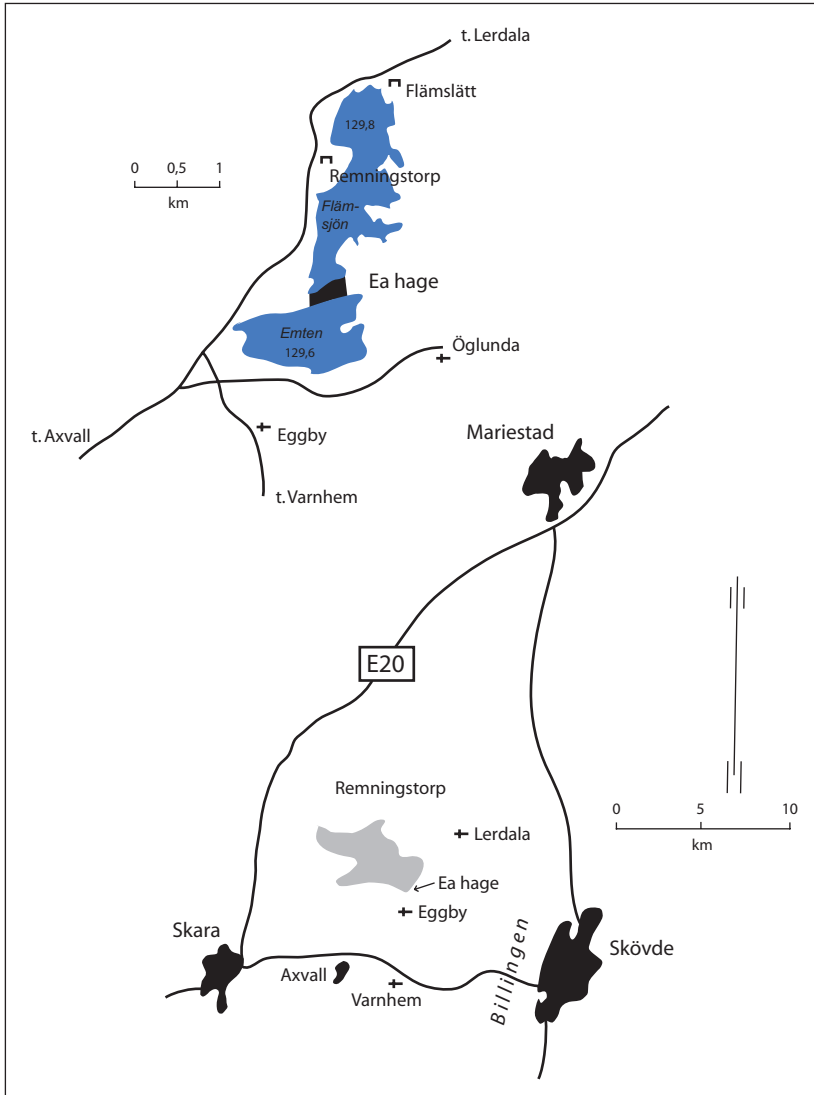 t. Lerdala
Flämslätt
129,8
0 0,5 1
km
Remningstorp
Fläm-
sjön
Ea hage
Emten
129,6
Öglunda
t. Axvall
Eggby
t. Varnhem
Mariestad
E20
Remningstorp
0 5 10
km
Lerdala
Ea hage
Eggby
Skara
Axvall
Varnhem
Billingen
Skövde